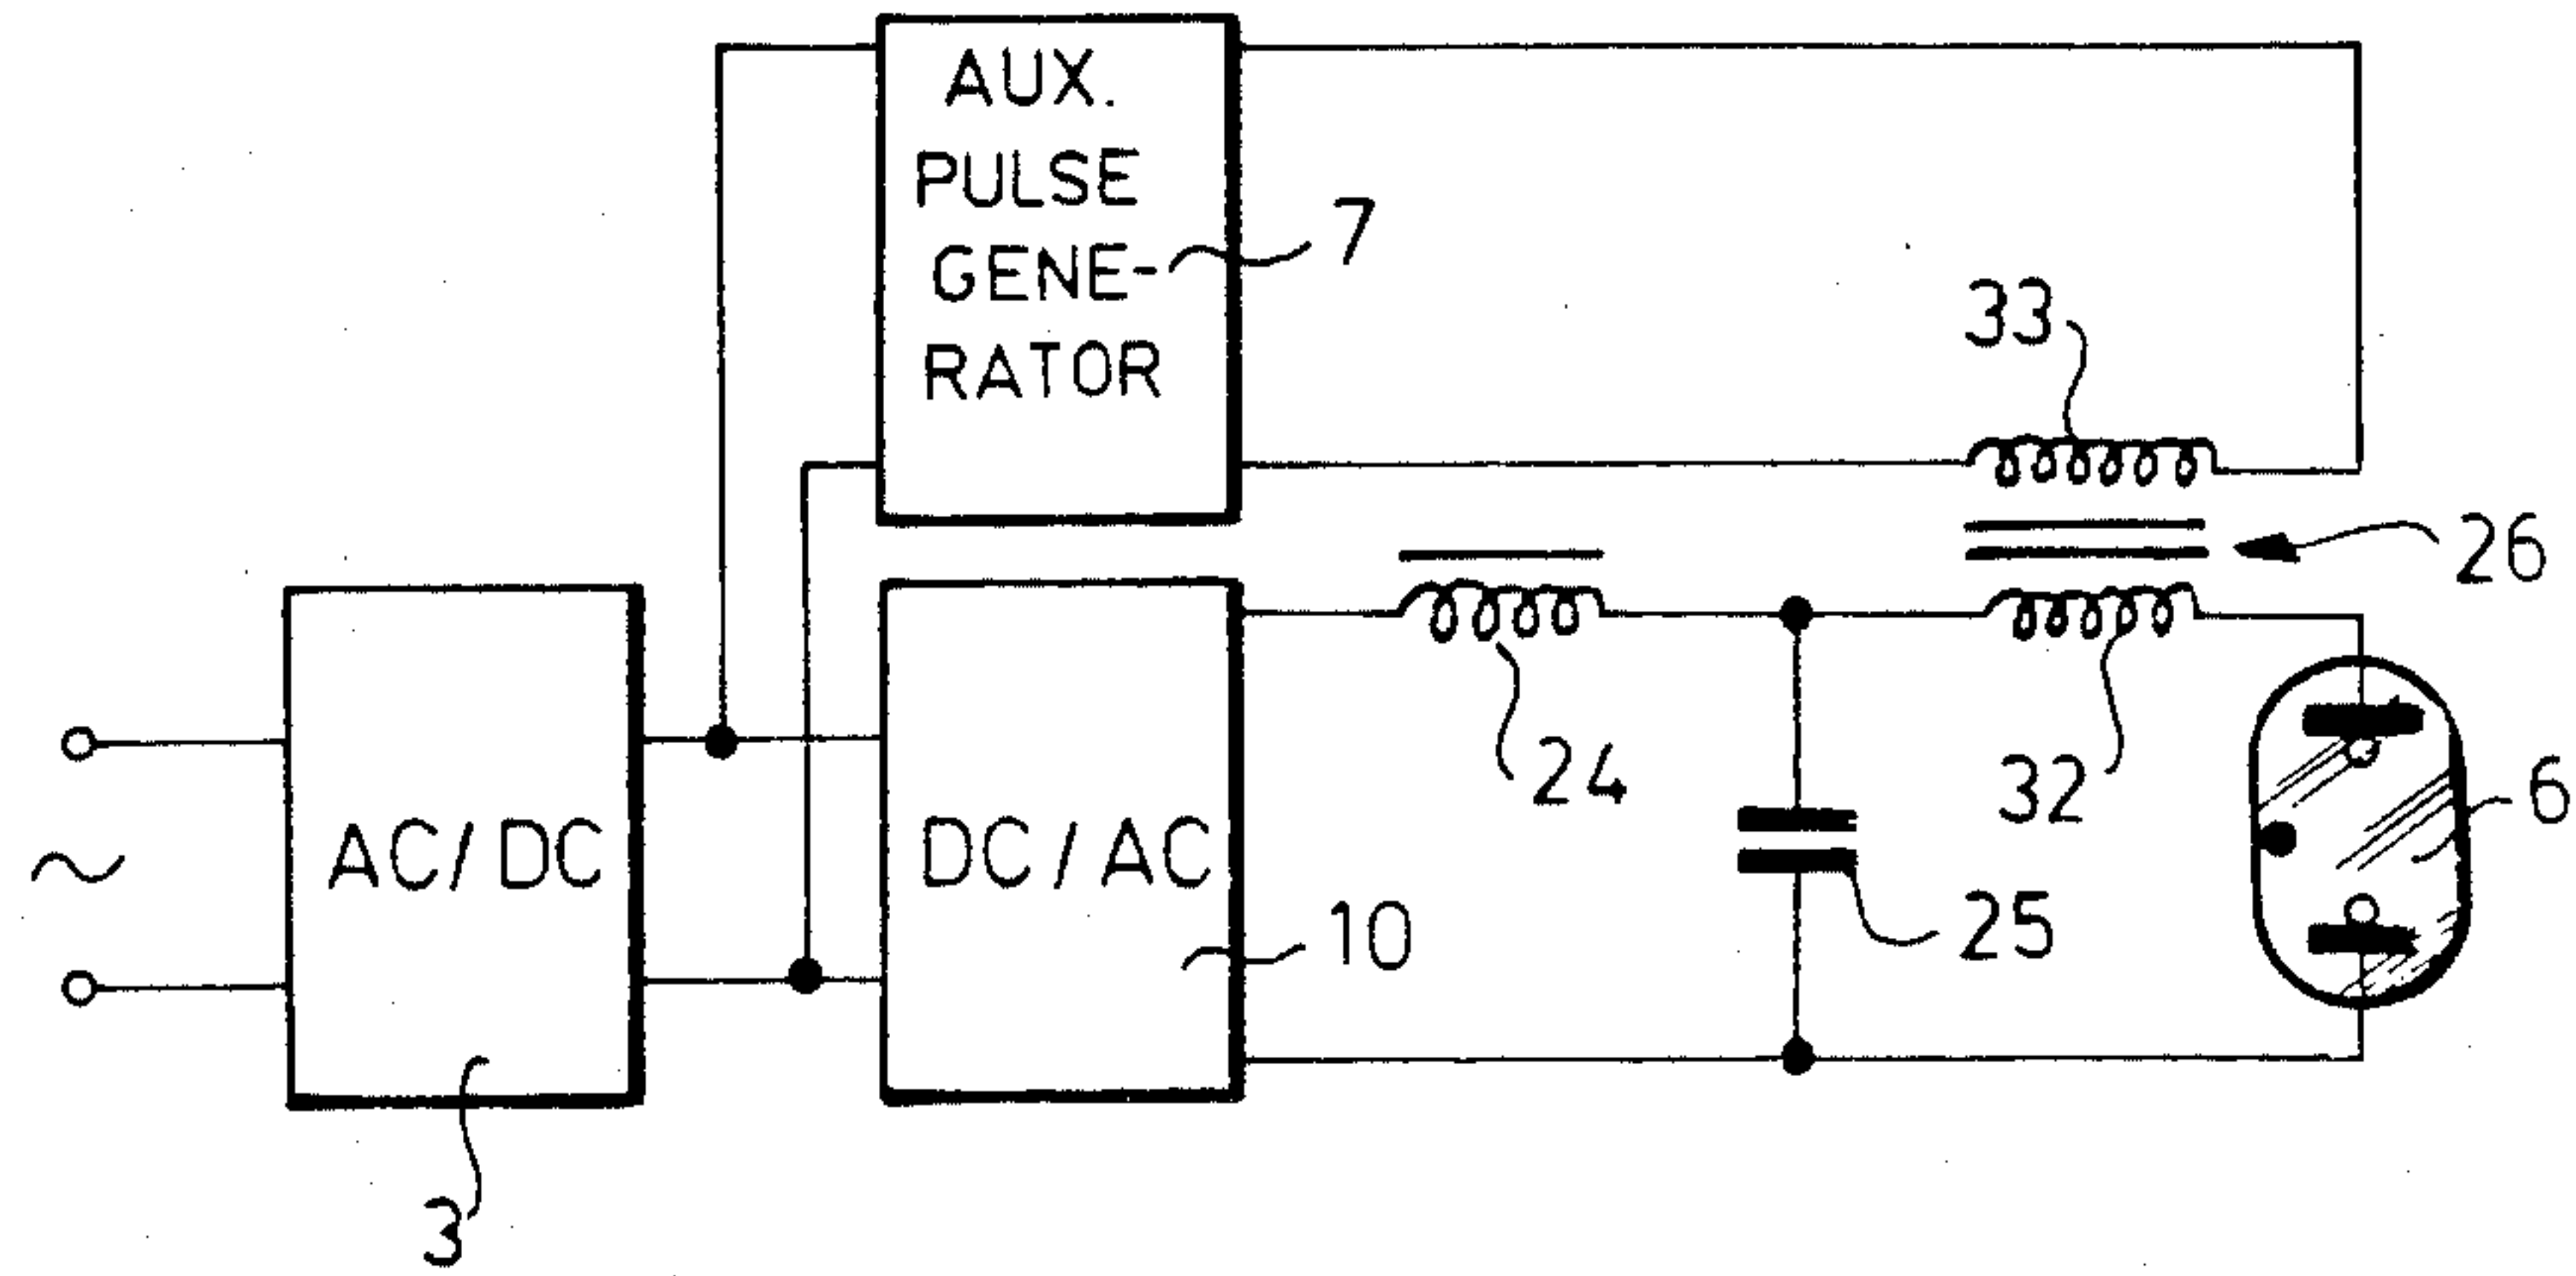 AUX.
PULSE
GENE-
RATOR
7
33
26
24
32
6
AC/DC
DC/AC
10
25
3
~